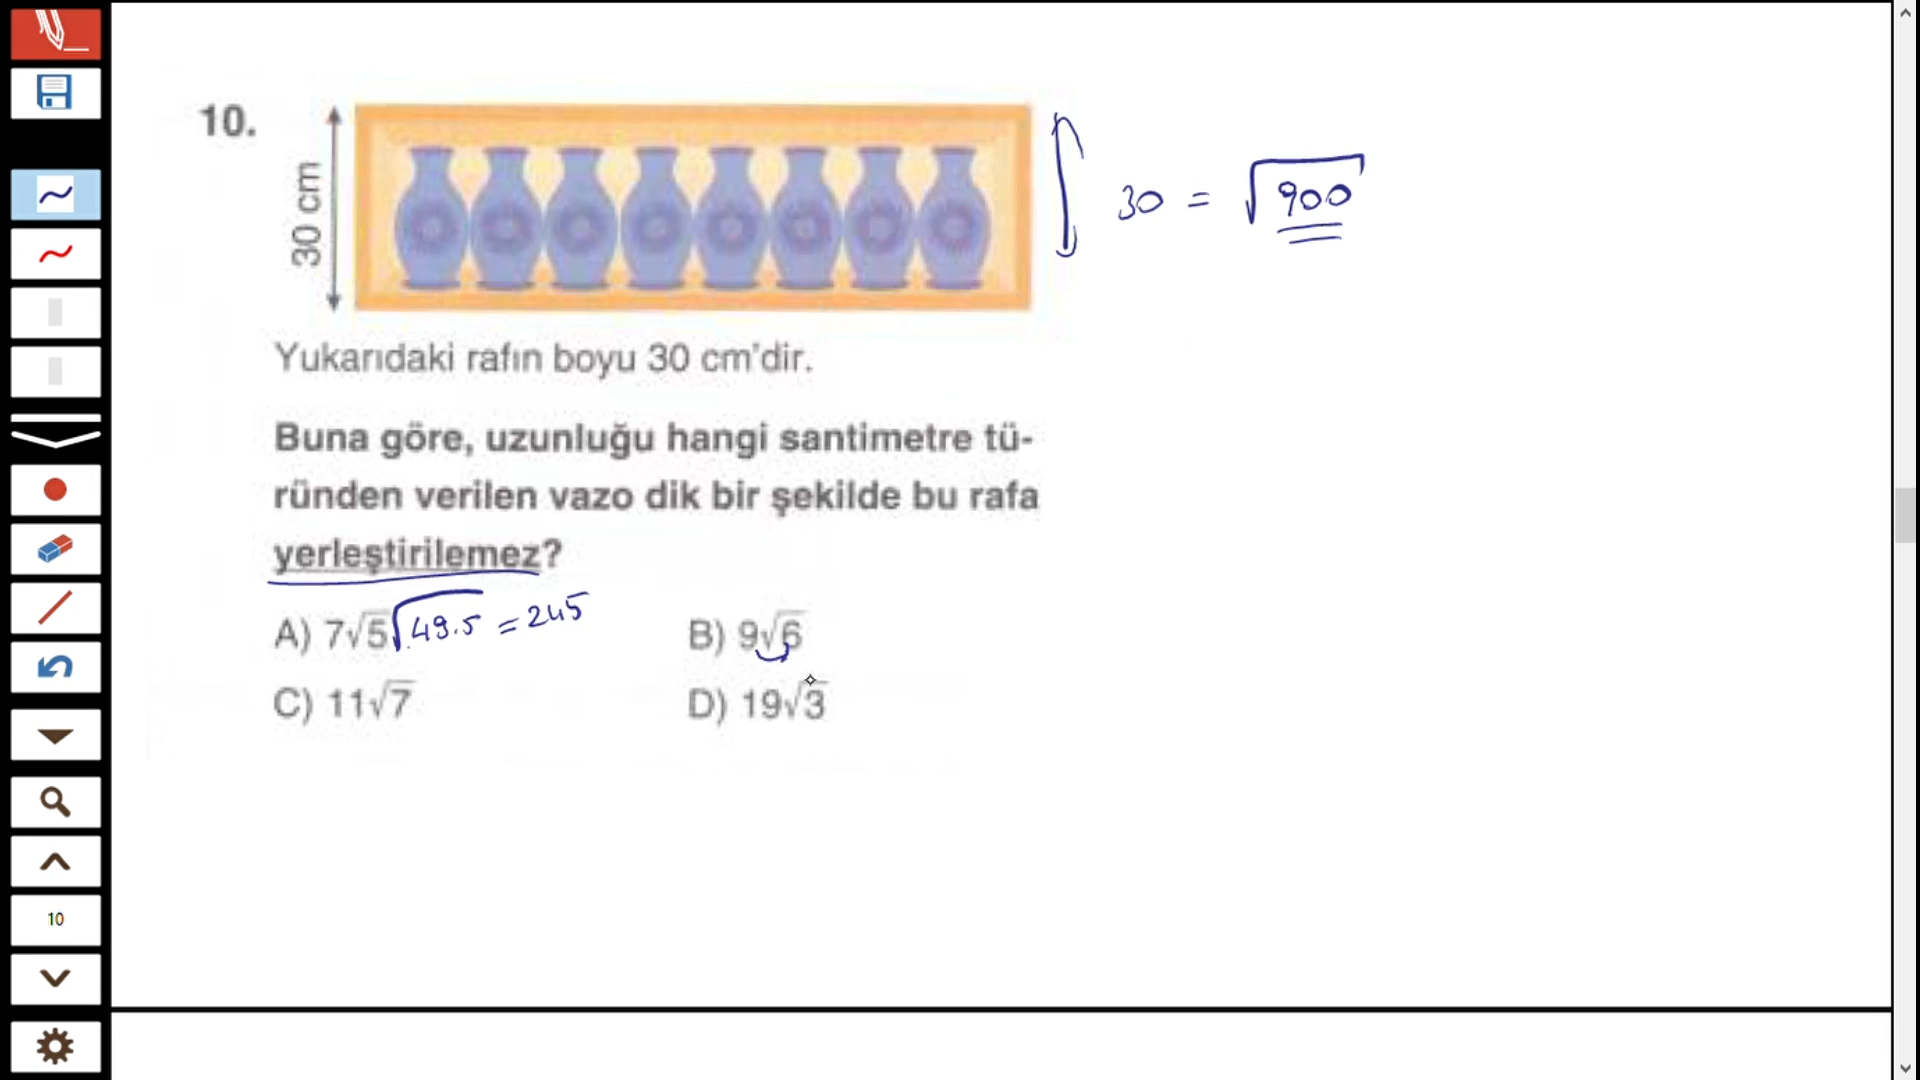 10.
30 cm
30 = √900
Yukarıdaki rafın boyu 30 cm'dir.
Buna göre, uzunluğu hangi santimetre tü-
ründen verilen vazo dik bir şekilde bu rafa
yerleştirilemez?
A) 7√5 √49.5 = 245
B) 9√6
C) 11√7
D) 19√3
10